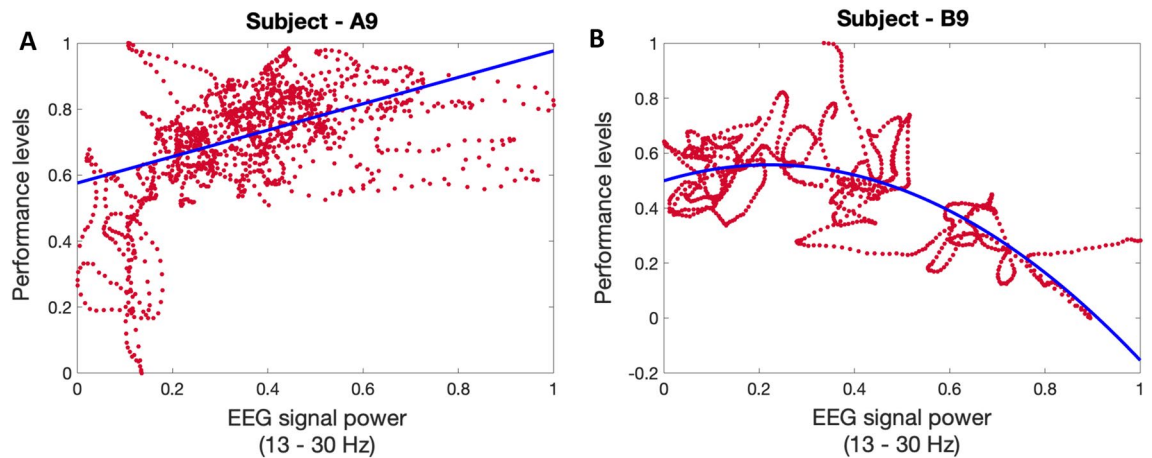 A
Subject - A9
Performance levels
1
0.8
0.6
0.4
0.2
0
0 0.2 0.4 0.6 0.8 1
EEG signal power
(13 - 30 Hz)
B
Subject - B9
Performance levels
1
0.8
0.6
0.4
0.2
0
-0.2
0 0.2 0.4 0.6 0.8 1
EEG signal power
(13 - 30 Hz)